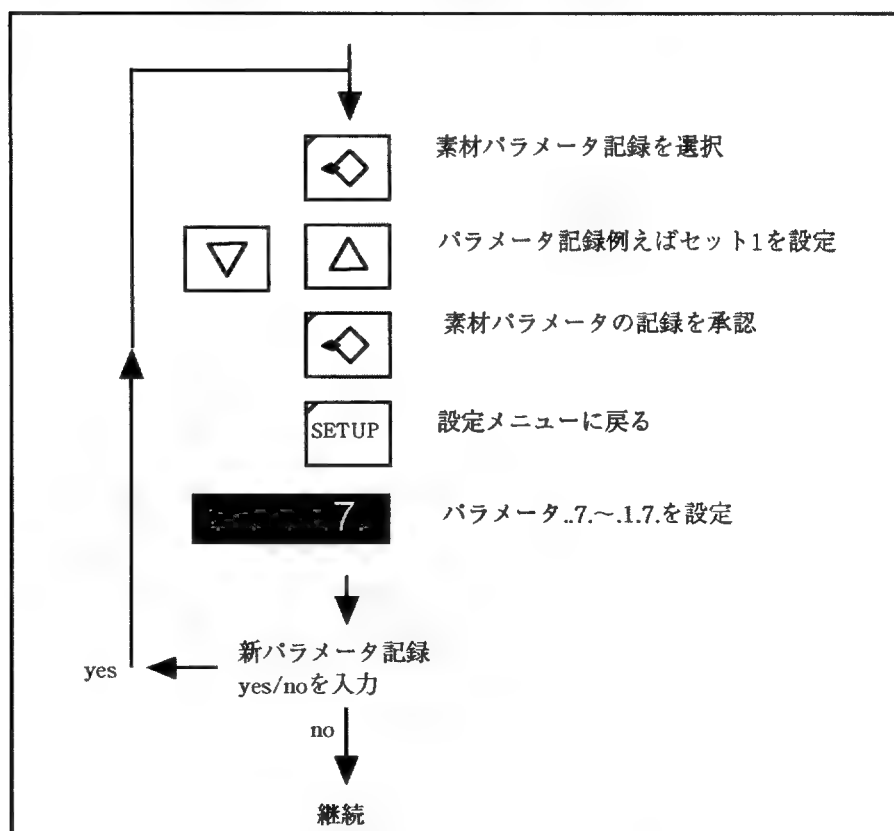 素材パラメータ記録を選択
パラメータ記録例えばセット1を設定
素材パラメータの記録を承認
SETUP
設定メニューに戻る
7.
パラメータ..7.～.1.7.を設定
新パラメータ記録
yes/noを入力
yes
no
継続